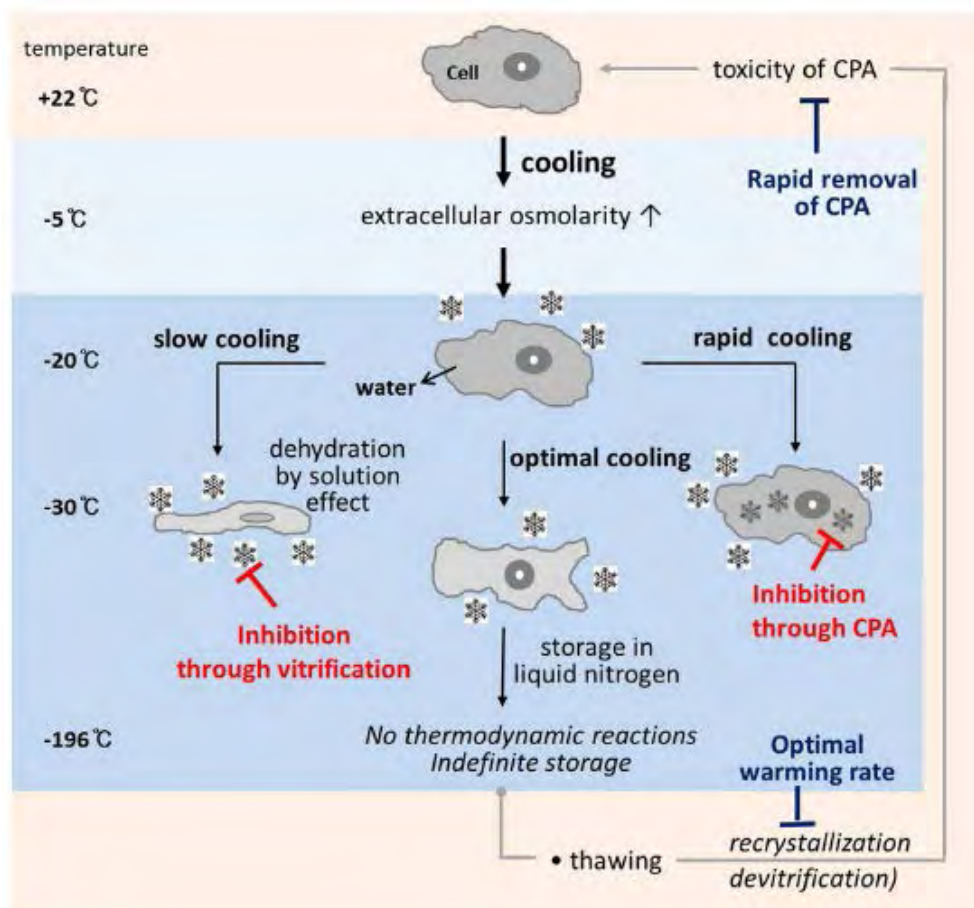 temperature
Cell
toxicity of CPA
+22℃
cooling
Rapid removal
of CPA
-5℃
extracellular osmolarity ↑
slow cooling
rapid cooling
-20℃
water
dehydration
by solution
effect
optimal cooling
-30℃
Inhibition
through CPA
Inhibition
through vitrification
storage in
liquid nitrogen
-196℃
No thermodynamic reactions
Indefinite storage
Optimal
warming rate
• thawing
recrystallization
devitrification)